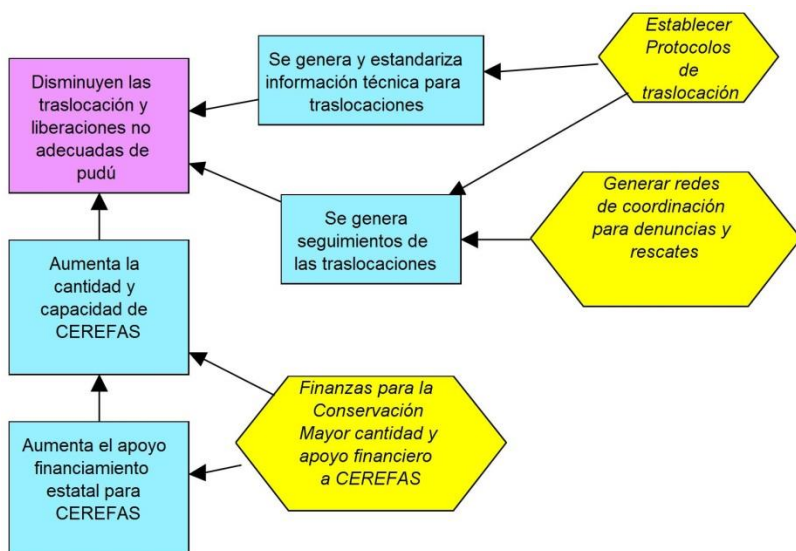 Disminuyen las
traslocación y
liberaciones no
adecuadas de
pudú
Se genera y estandariza
información técnica para
traslocaciones
Establecer
Protocolos
de
traslocación
Se genera
seguimientos de
las traslocaciones
Generar redes
de coordinación
para denuncias y
rescates
Aumenta la
cantidad y
capacidad de
CEREFAS
Finanzas para la
Conservación
Mayor cantidad y
apoyo financiero
a CEREFAS
Aumenta el apoyo
financiamiento
estatal para
CEREFAS